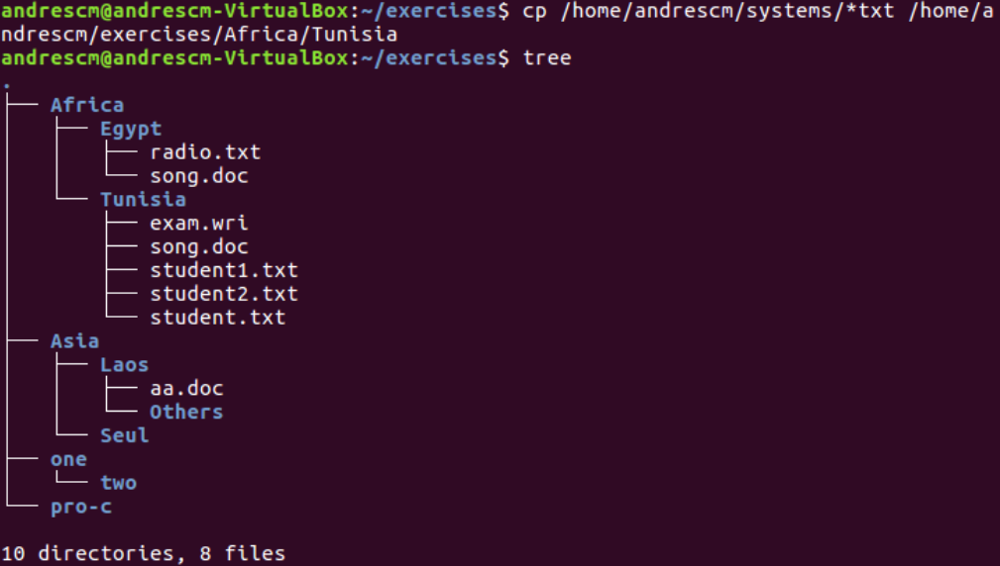 andrescm@andrescm-VirtualBox:~/exercises$ cp /home/andrescm/systems/*txt /home/a
ndrescm/exercises/Africa/Tunisia
andrescm@andrescm-VirtualBox:~/exercises$ tree
.
├── Africa
│   ├── Egypt
│   │   ├── radio.txt
│   │   └── song.doc
│   └── Tunisia
│       ├── exam.wri
│       ├── song.doc
│       ├── student1.txt
│       ├── student2.txt
│       └── student.txt
├── Asia
│   ├── Laos
│   │   ├── aa.doc
│   │   └── Others
│   └── Seul
├── one
│   └── two
└── pro-c

10 directories, 8 files